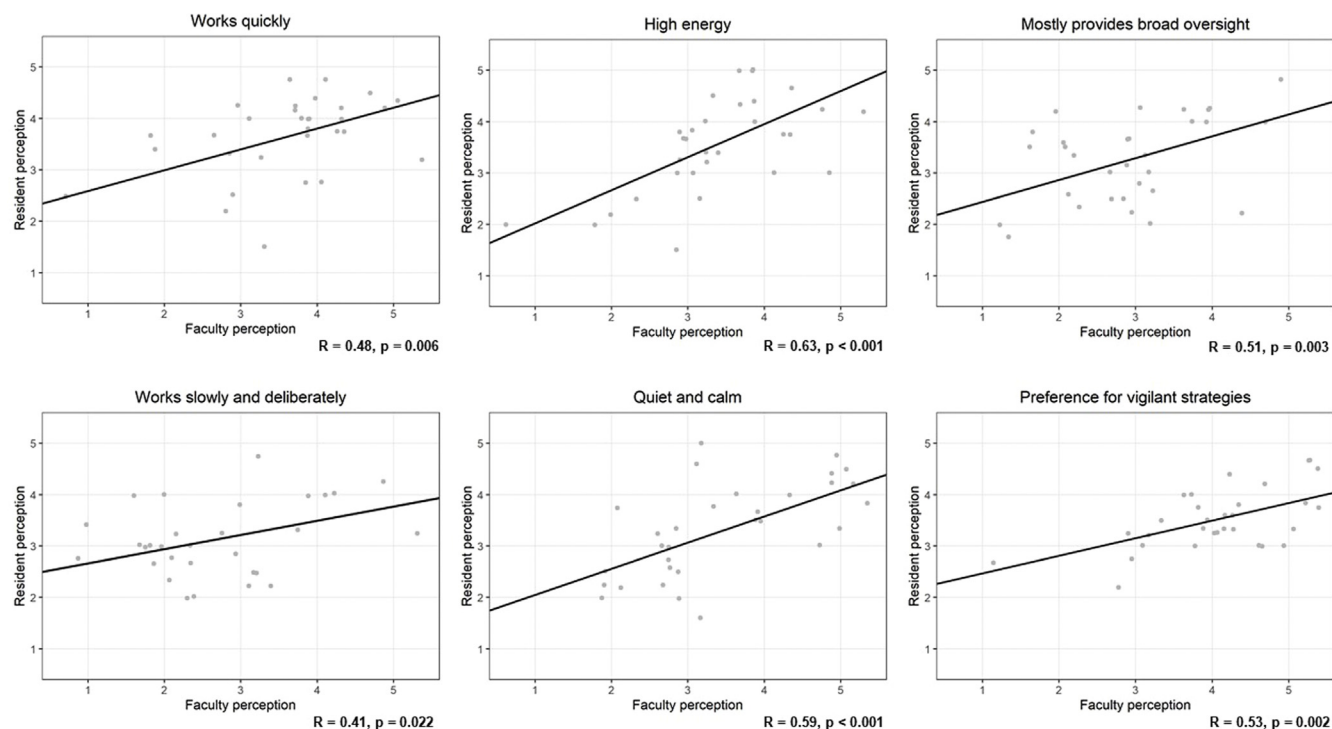 Works quickly
Resident perception
5
4
3
2
1
1 2 3 4 5
Faculty perception
R = 0.48, p = 0.006
High energy
Resident perception
5
4
3
2
1
1 2 3 4 5
Faculty perception
R = 0.63, p < 0.001
Mostly provides broad oversight
Resident perception
5
4
3
2
1
1 2 3 4 5
Faculty perception
R = 0.51, p = 0.003
Works slowly and deliberately
Resident perception
5
4
3
2
1
1 2 3 4 5
Faculty perception
R = 0.41, p = 0.022
Quiet and calm
Resident perception
5
4
3
2
1
1 2 3 4 5
Faculty perception
R = 0.59, p < 0.001
Preference for vigilant strategies
Resident perception
5
4
3
2
1
1 2 3 4 5
Faculty perception
R = 0.53, p = 0.002